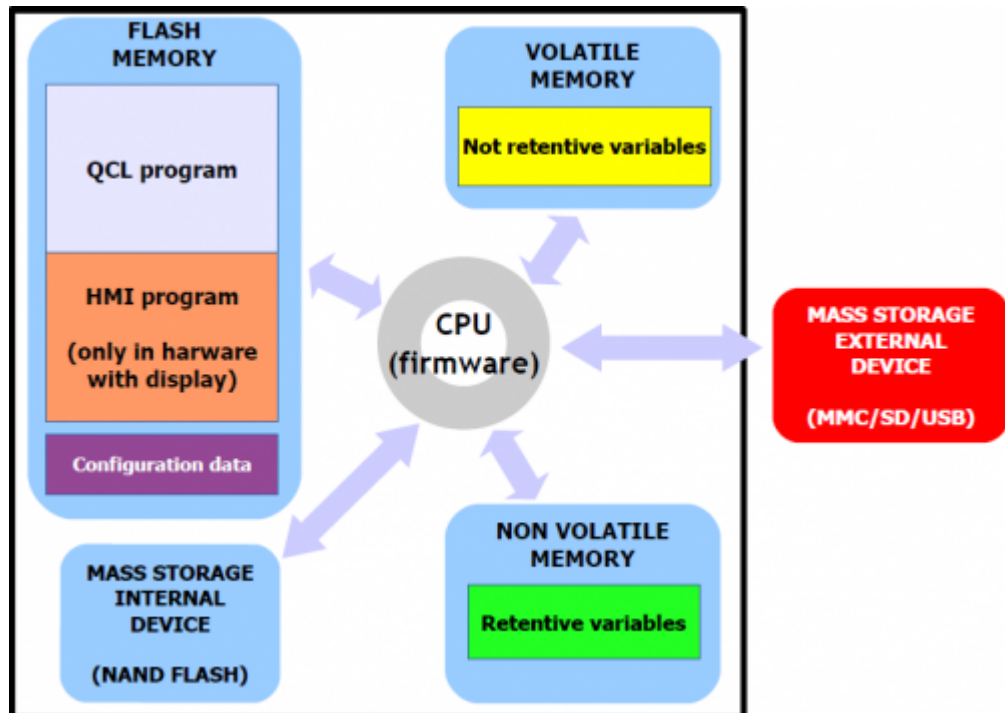 FLASH
MEMORY
QCL program
HMI program
(only in harware
with display)
Configuration data
VOLATILE
MEMORY
Not retentive variables
CPU
(firmware)
MASS STORAGE
EXTERNAL
DEVICE
(MMC/SD/USB)
MASS STORAGE
INTERNAL
DEVICE
(NAND FLASH)
NON VOLATILE
MEMORY
Retentive variables